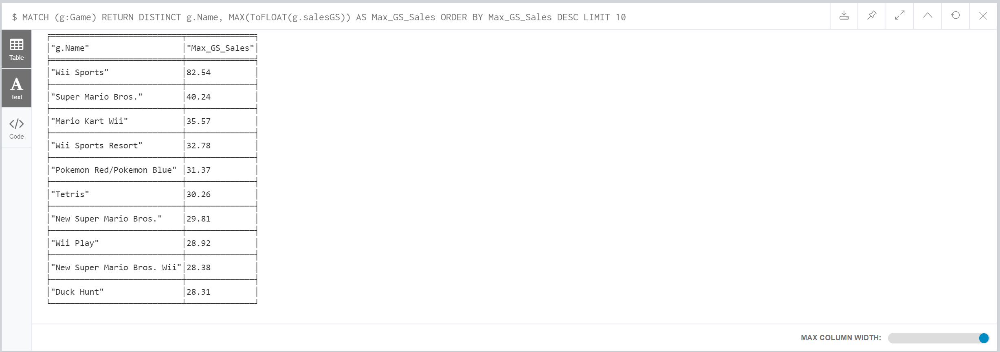 $ MATCH (g:Game) RETURN DISTINCT g.Name, MAX(ToFLOAT(g.salesGS)) AS Max_GS_Sales ORDER BY Max_GS_Sales DESC LIMIT 10
Table
Text
Code
"g.Name" "Max_GS_Sales"
"Wii Sports" 82.54
"Super Mario Bros." 40.24
"Mario Kart Wii" 35.57
"Wii Sports Resort" 32.78
"Pokemon Red/Pokemon Blue" 31.37
"Tetris" 30.26
"New Super Mario Bros." 29.81
"Wii Play" 28.92
"New Super Mario Bros. Wii" 28.38
"Duck Hunt" 28.31
MAX COLUMN WIDTH: